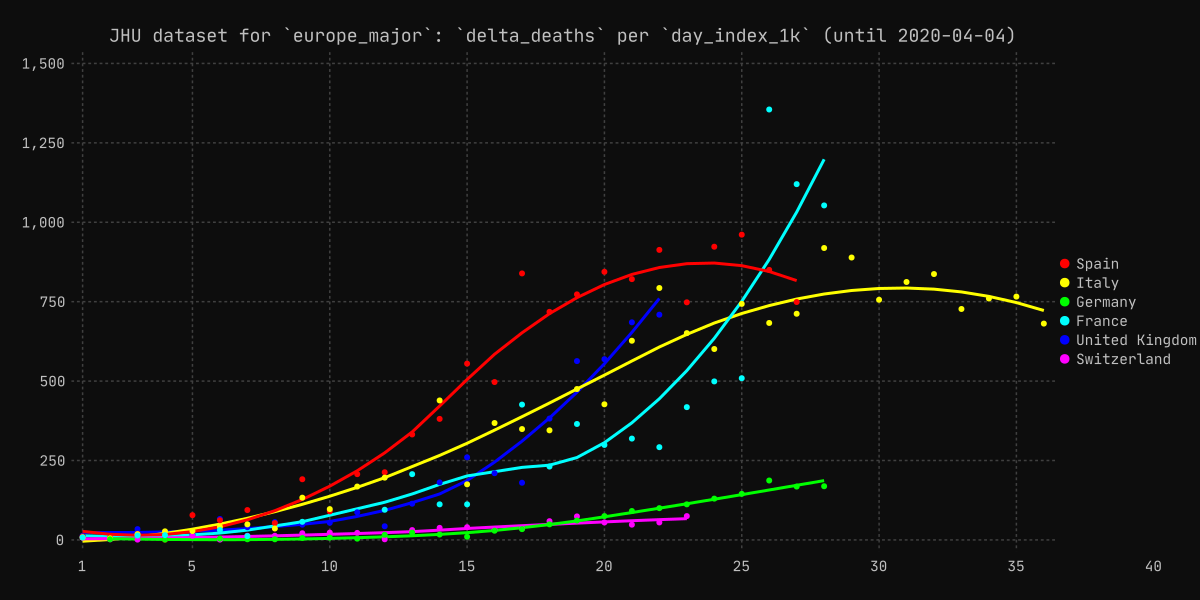 JHU dataset for `europe_major`: `delta_deaths` per `day_index_1k` (until 2020-04-04)
1,500
1,250
1,000
750
500
250
0
Spain
Italy
Germany
France
United Kingdom
Switzerland
1 5 10 15 20 25 30 35 40